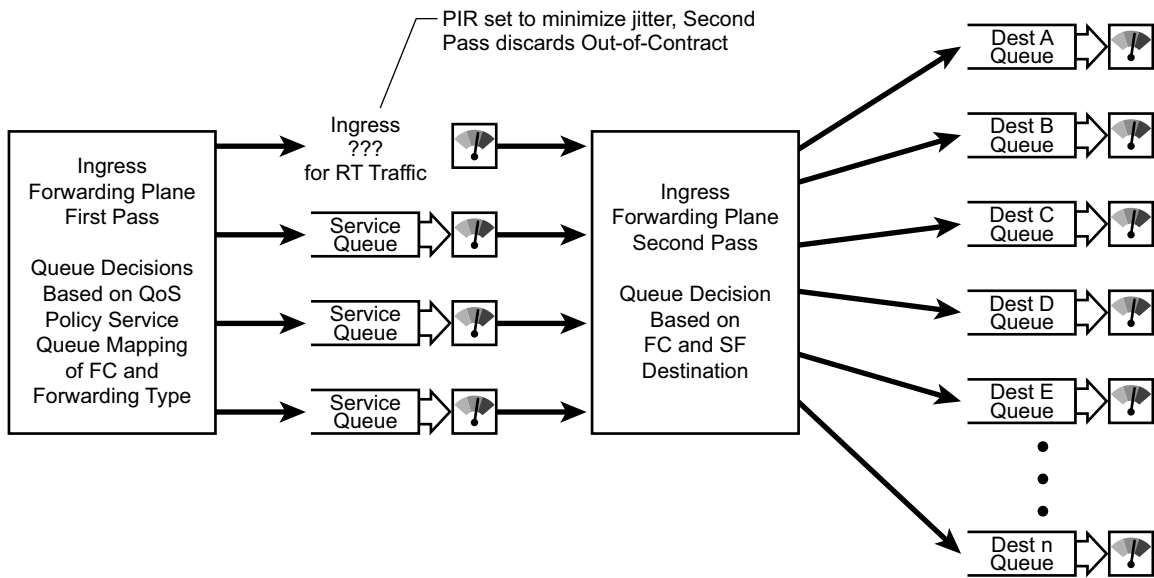 PIR set to minimize jitter, Second
Pass discards Out-of-Contract
Ingress
Forwarding Plane
First Pass
Queue Decisions
Based on QoS
Policy Service
Queue Mapping
of FC and
Forwarding Type
Ingress
???
for RT Traffic
Service
Queue
Service
Queue
Service
Queue
Ingress
Forwarding Plane
Second Pass
Queue Decision
Based on
FC and SF
Destination
Dest A
Queue
Dest B
Queue
Dest C
Queue
Dest D
Queue
Dest E
Queue
Dest n
Queue